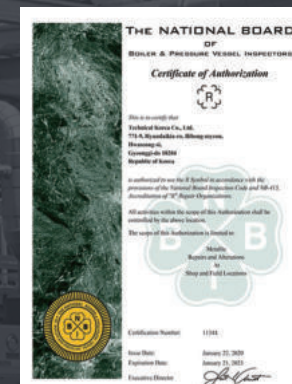 THE NATIONAL BOARD
OF
BOILER & PRESSURE VESSEL INSPECTORS
Certificate of Authorization
R
This is to certify that
Technical Korea Co., Ltd.
Hwaseong-si,
Republic of Korea
is authorized to use the R Symbol in accordance with the
provisions of the National Board Inspection Code and NB-415,
Accreditation of "R" Repair Organizations.
All activities within the scope of this Authorization shall be
controlled by the above location.
The scope of this Authorization is limited to:
Metallic
Repairs and Alterations
Shop and Field Locations
Certification Number:
Issue Date: January 22, 2020
Expiration Date: January 21, 2023
Executive Director